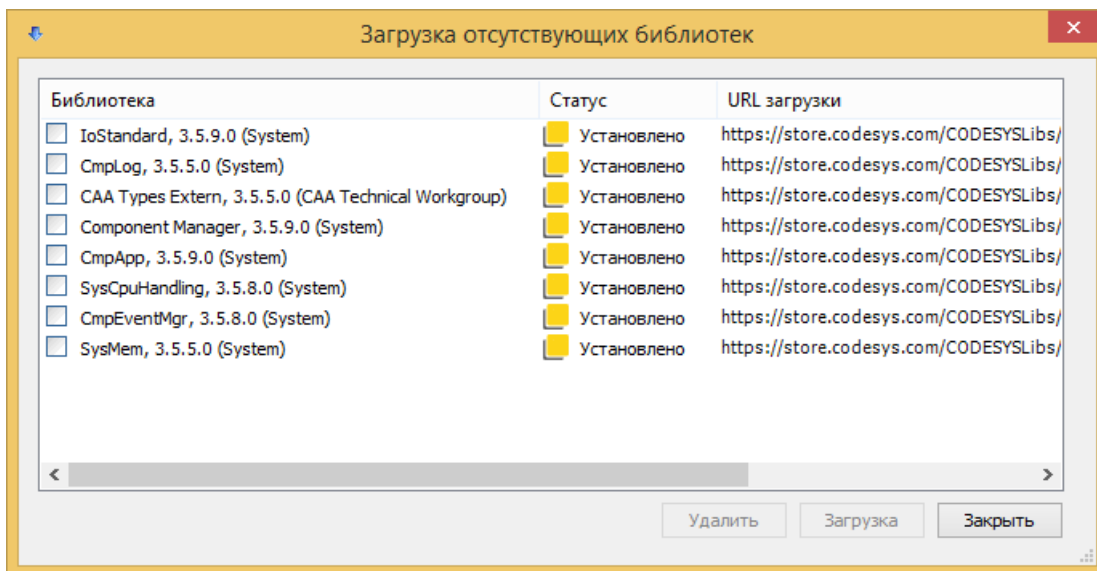 Загрузка отсутствующих библиотек
Библиотека Статус URL загрузки
IoStandard, 3.5.9.0 (System) Установлено https://store.codesys.com/CODESYSLibs/
CmpLog, 3.5.5.0 (System) Установлено https://store.codesys.com/CODESYSLibs/
CAA Types Extern, 3.5.5.0 (CAA Technical Workgroup) Установлено https://store.codesys.com/CODESYSLibs/
Component Manager, 3.5.9.0 (System) Установлено https://store.codesys.com/CODESYSLibs/
CmpApp, 3.5.9.0 (System) Установлено https://store.codesys.com/CODESYSLibs/
SysCpuHandling, 3.5.8.0 (System) Установлено https://store.codesys.com/CODESYSLibs/
CmpEventMgr, 3.5.8.0 (System) Установлено https://store.codesys.com/CODESYSLibs/
SysMem, 3.5.5.0 (System) Установлено https://store.codesys.com/CODESYSLibs/
Удалить Загрузка Закрыть